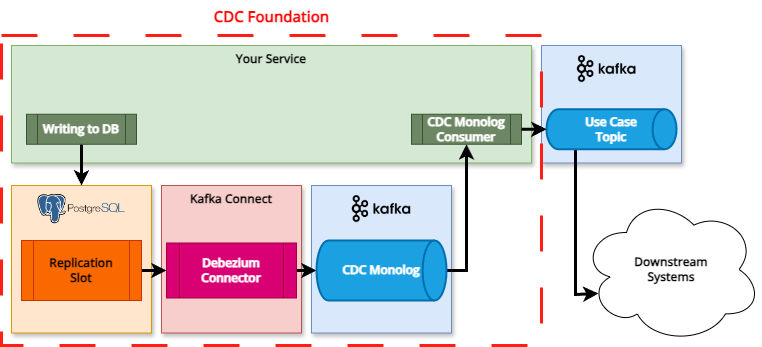 CDC Foundation
Your Service
kafka
Writing to DB
CDC Monolog
Consumer
Use Case
Topic
PostgreSQL
Kafka Connect
kafka
Replication
Slot
Debezium
Connector
CDC Monolog
Downstream
Systems